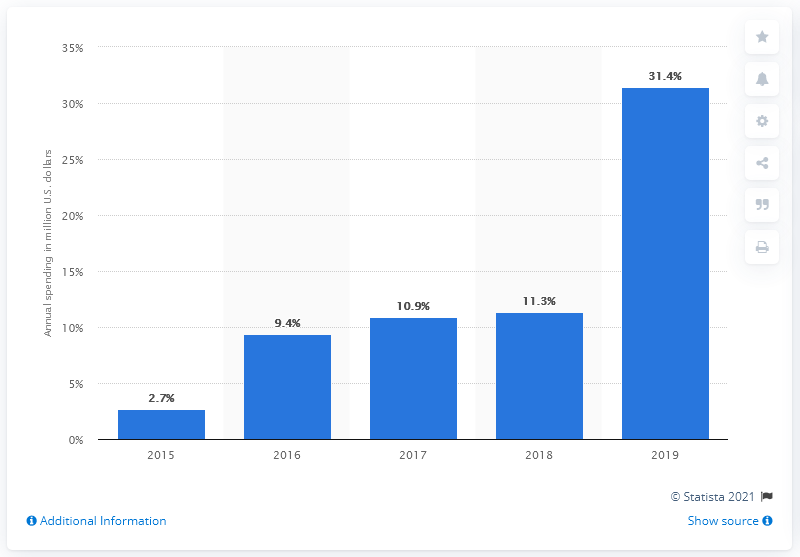 35%
30%
25%
20%
15%
10%
5%
0%
Annual spending in million U.S. dollars
2.7%
9.4%
10.9%
11.3%
31.4%
2015 2016 2017 2018 2019
© Statista 2021
Additional Information
Show source